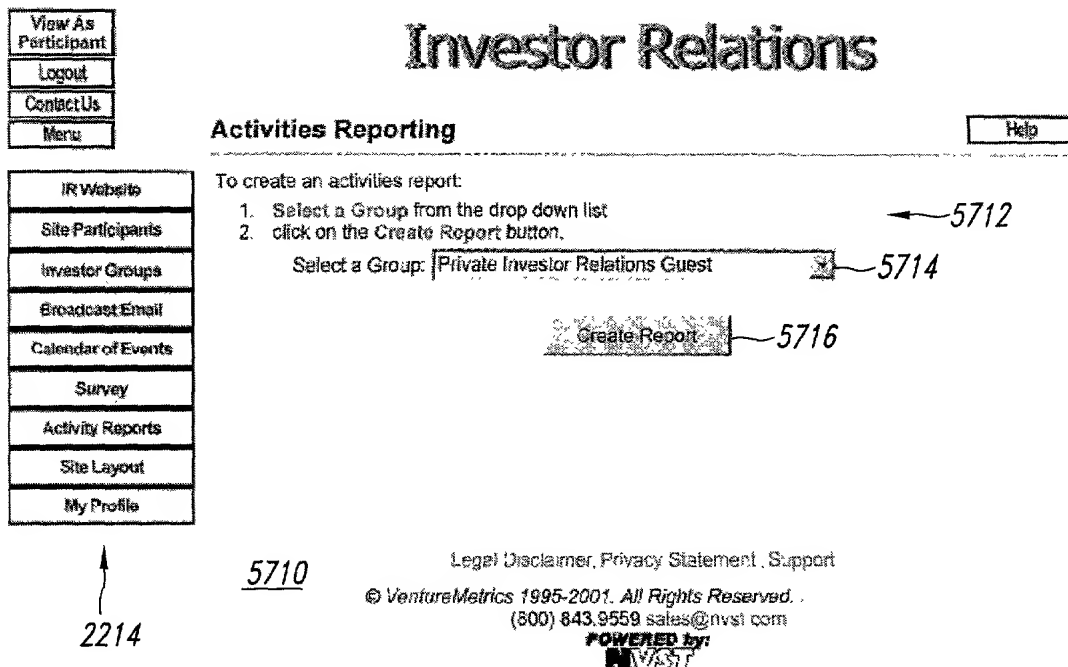 View As
Participant
Logout
Contact Us
Menu
Investor Relations
Activities Reporting
Help
IR Website
Site Participants
Investor Groups
Broadcast Email
Calendar of Events
Survey
Activity Reports
Site Layout
My Profile
2214
To create an activities report:
1. Select a Group from the drop down list
2. click on the Create Report button.
5712
Select a Group: Private Investor Relations Guest
5714
Create Report
5716
5710
Legal Disclaimer, Privacy Statement , Support
© VentureMetrics 1995-2001. All Rights Reserved.
(800) 843.9559 sales@nvst com
POWERED by:
NVST